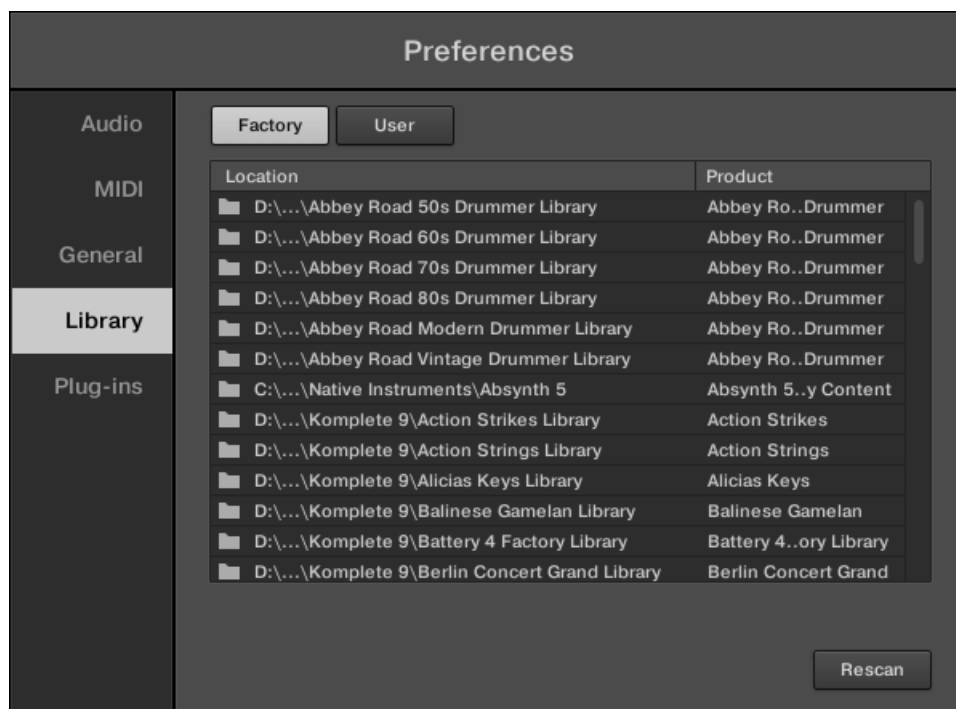 Preferences
Audio
MIDI
General
Library
Plug-ins
Factory User
Location Product
D:\...\Abbey Road 50s Drummer Library Abbey Ro..Drummer
D:\...\Abbey Road 60s Drummer Library Abbey Ro..Drummer
D:\...\Abbey Road 70s Drummer Library Abbey Ro..Drummer
D:\...\Abbey Road 80s Drummer Library Abbey Ro..Drummer
D:\...\Abbey Road Modern Drummer Library Abbey Ro..Drummer
D:\...\Abbey Road Vintage Drummer Library Abbey Ro..Drummer
C:\...\Native Instruments\Absynth 5 Absynth 5..y Content
D:\...\Komplete 9\Action Strikes Library Action Strikes
D:\...\Komplete 9\Action Strings Library Action Strings
D:\...\Komplete 9\Alicias Keys Library Alicias Keys
D:\...\Komplete 9\Balinese Gamelan Library Balinese Gamelan
D:\...\Komplete 9\Battery 4 Factory Library Battery 4..ory Library
D:\...\Komplete 9\Berlin Concert Grand Library Berlin Concert Grand
Rescan